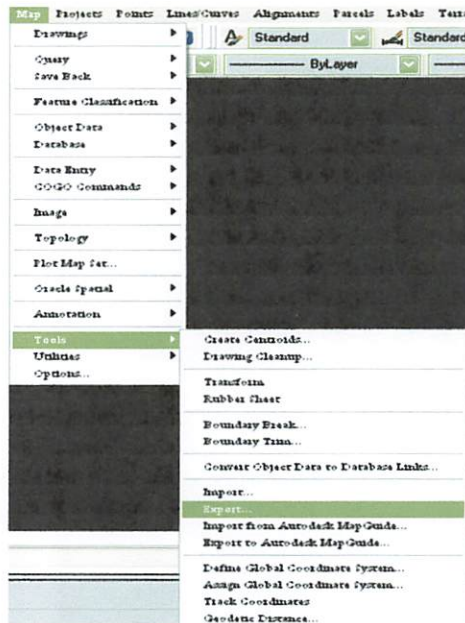 Map Projects Points Lines/Curves Alignments Parcels Labels
Drawings
Standard Standard
Query
ByLayer
Save Back
Feature Classification
Object Data
Database
Data Entry
COGO Commands
Image
Topology
Plot Map Set...
Oracle Spatial
Annotation
Tools
Utilities
Options...
Create Centroids...
Drawing Cleanup...
Transform
Rubber Sheet
Boundary Break...
Boundary Trim...
Convert Object Data to Database Links...
Import...
Export...
Import from Autodesk MapGuide...
Export to Autodesk MapGuide...
Define Global Coordinate System...
Assign Global Coordinate System...
Track Coordinates
Geodetic Distance...